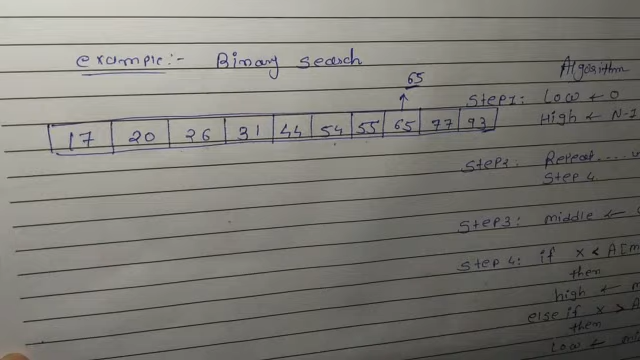 example:- Binary search
65
17 20 26 31 44 54 55 65 77 93
Algorithm
Step1: Low ← 0
High ← N-1
Step2: Repeat....
Step 4
Step3: middle ←
Step 4: if x < A[m
then
high ←
else if x > A
then
low ←